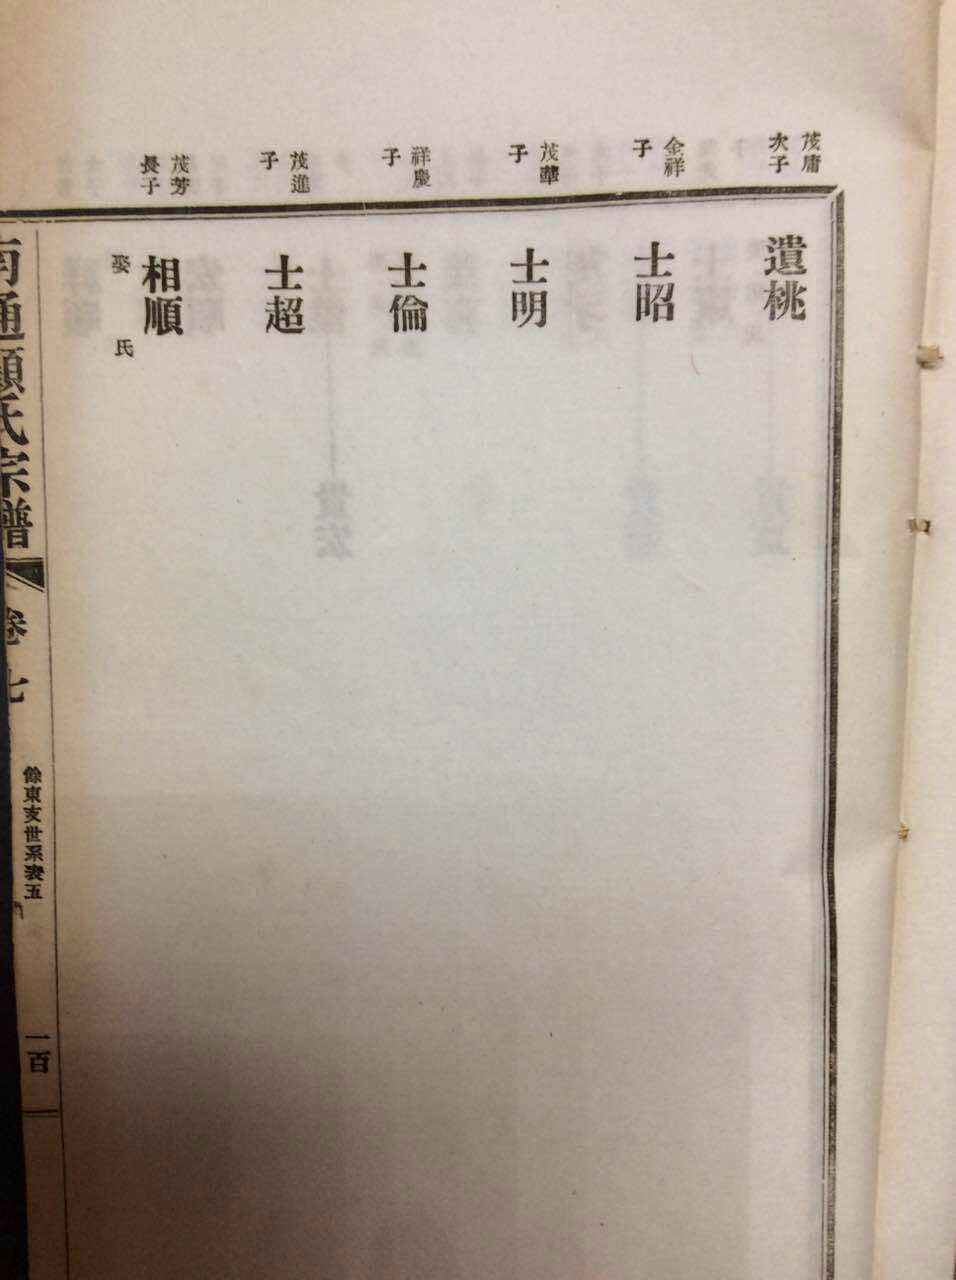 茂庸
次子
遺桃
金祥
子
士昭
茂華
子
士明
祥慶
子
士倫
茂進
子
士超
茂芳
長子
相順
娶 氏
南通顧氏宗譜
卷七
餘東支世系表五
一百